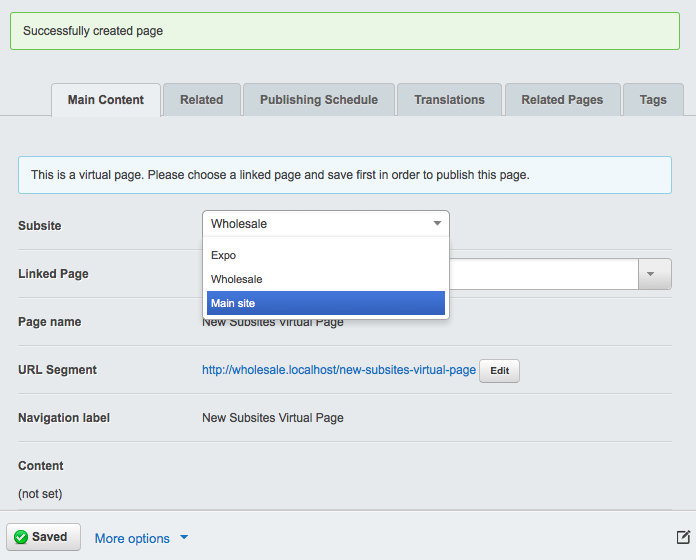 Successfully created page
Main Content Related Publishing Schedule Translations Related Pages Tags
This is a virtual page. Please choose a linked page and save first in order to publish this page.
Subsite Wholesale
Expo
Linked Page Wholesale
Main site
Page name New Subsites Virtual Page
URL Segment http://wholesale.localhost/new-subsites-virtual-page Edit
Navigation label New Subsites Virtual Page
Content
(not set)
Saved More options